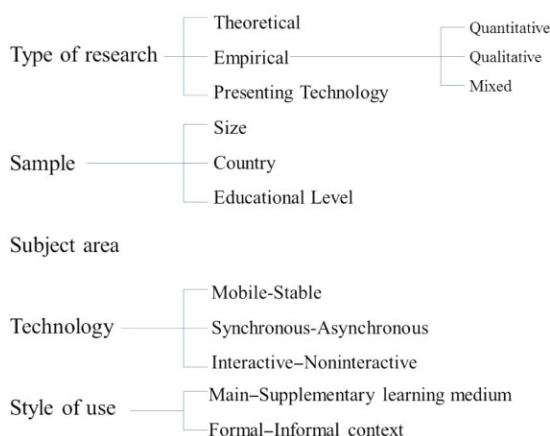 Type of research
Theoretical
Empirical
Presenting Technology
Quantitative
Qualitative
Mixed
Sample
Size
Country
Educational Level
Subject area
Technology
Mobile-Stable
Synchronous-Asynchronous
Interactive–Noninteractive
Style of use
Main–Supplementary learning medium
Formal–Informal context